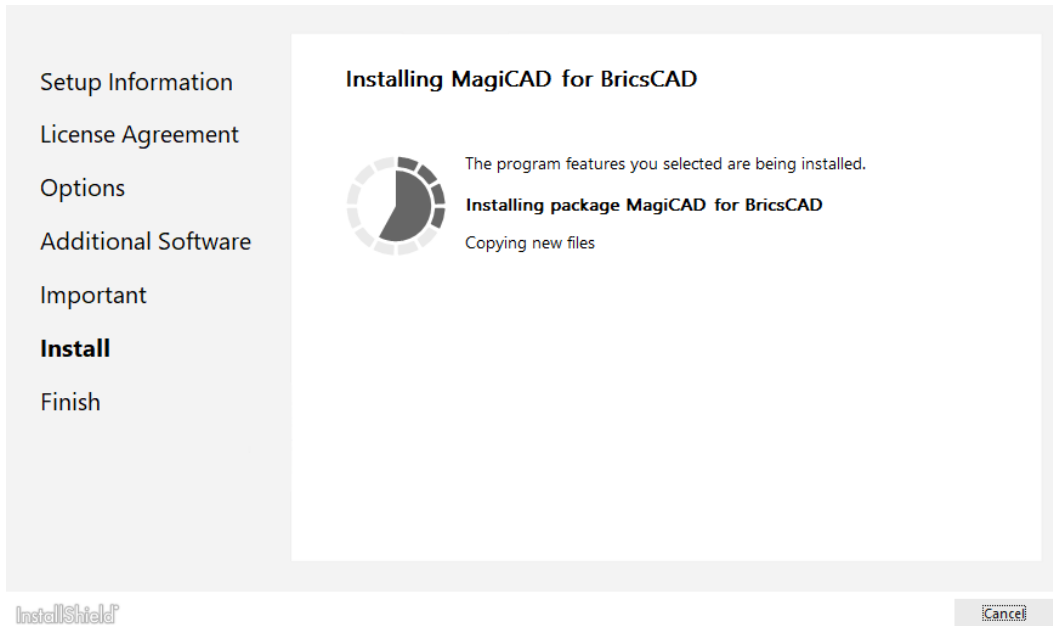 Setup Information
License Agreement
Options
Additional Software
Important
Install
Finish
Installing MagiCAD for BricsCAD
The program features you selected are being installed.
Installing package MagiCAD for BricsCAD
Copying new files
InstallShield
Cancel